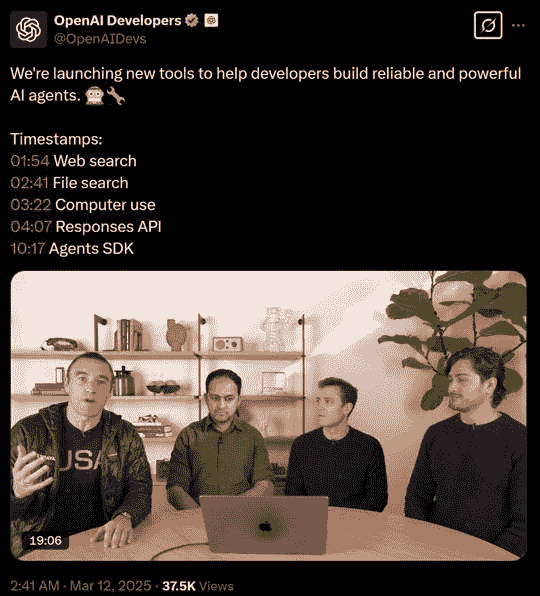 OpenAI Developers
@OpenAIDevs
We're launching new tools to help developers build reliable and powerful
AI agents. 👨‍🔧🔧
Timestamps:
01:54 Web search
02:41 File search
03:22 Computer use
04:07 Responses API
10:17 Agents SDK
USA
19:06
2:41 AM · Mar 12, 2025 · 37.5K Views